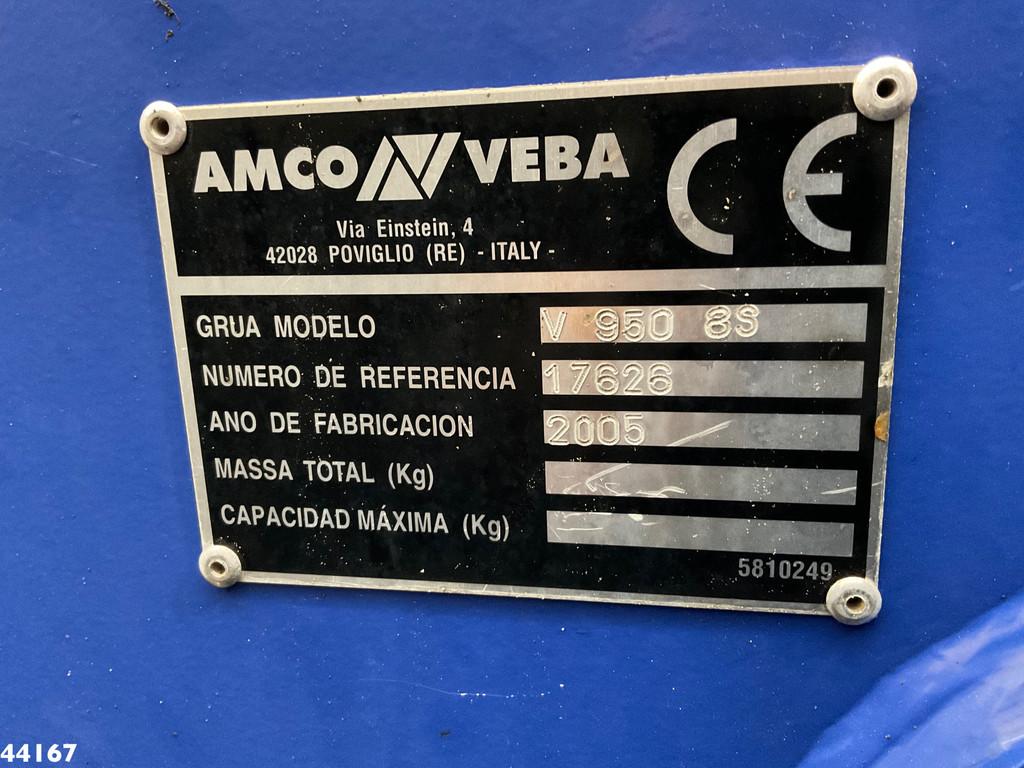 AMCO VEBA
CE
Via Einstein, 4
42028 POVIGLIO (RE) - ITALY -
GRUA MODELO V 950 8S
NUMERO DE REFERENCIA 17626
ANO DE FABRICACION 2005
MASSA TOTAL (Kg)
CAPACIDAD MÁXIMA (Kg)
5810249
44167